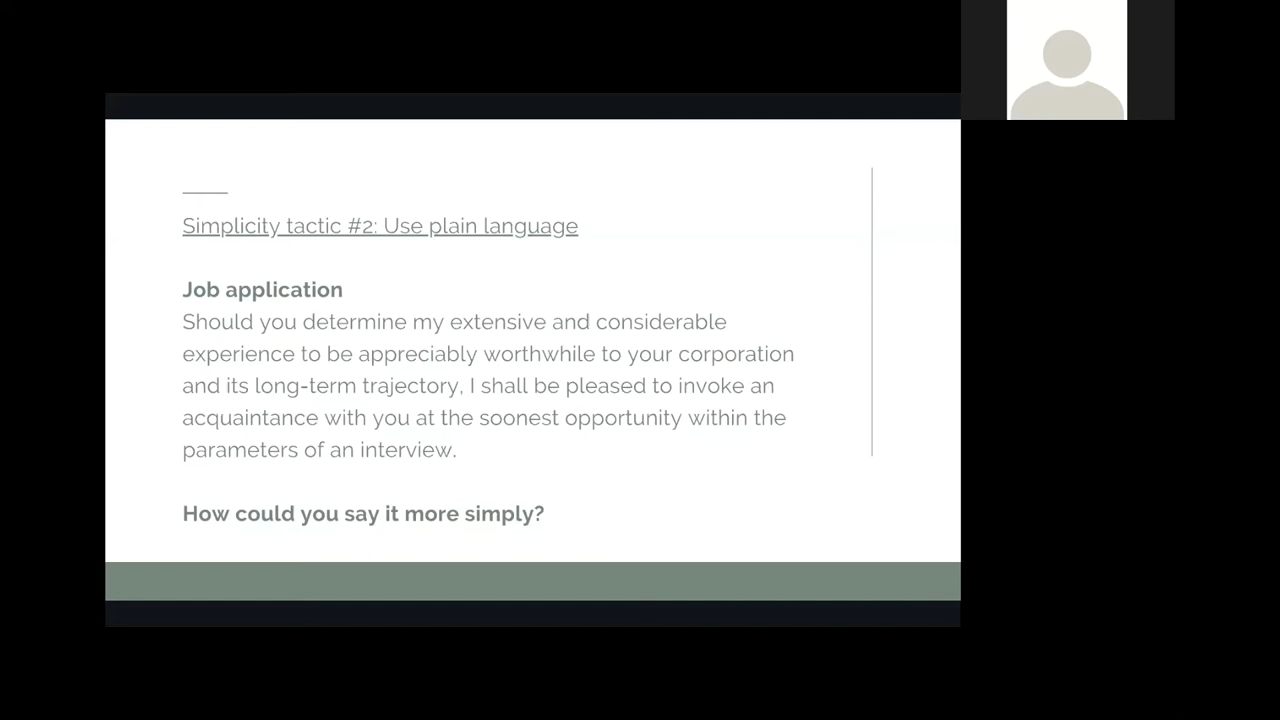 Simplicity tactic #2: Use plain language
Job application
Should you determine my extensive and considerable
experience to be appreciably worthwhile to your corporation
and its long-term trajectory, I shall be pleased to invoke an
acquaintance with you at the soonest opportunity within the
parameters of an interview.
How could you say it more simply?